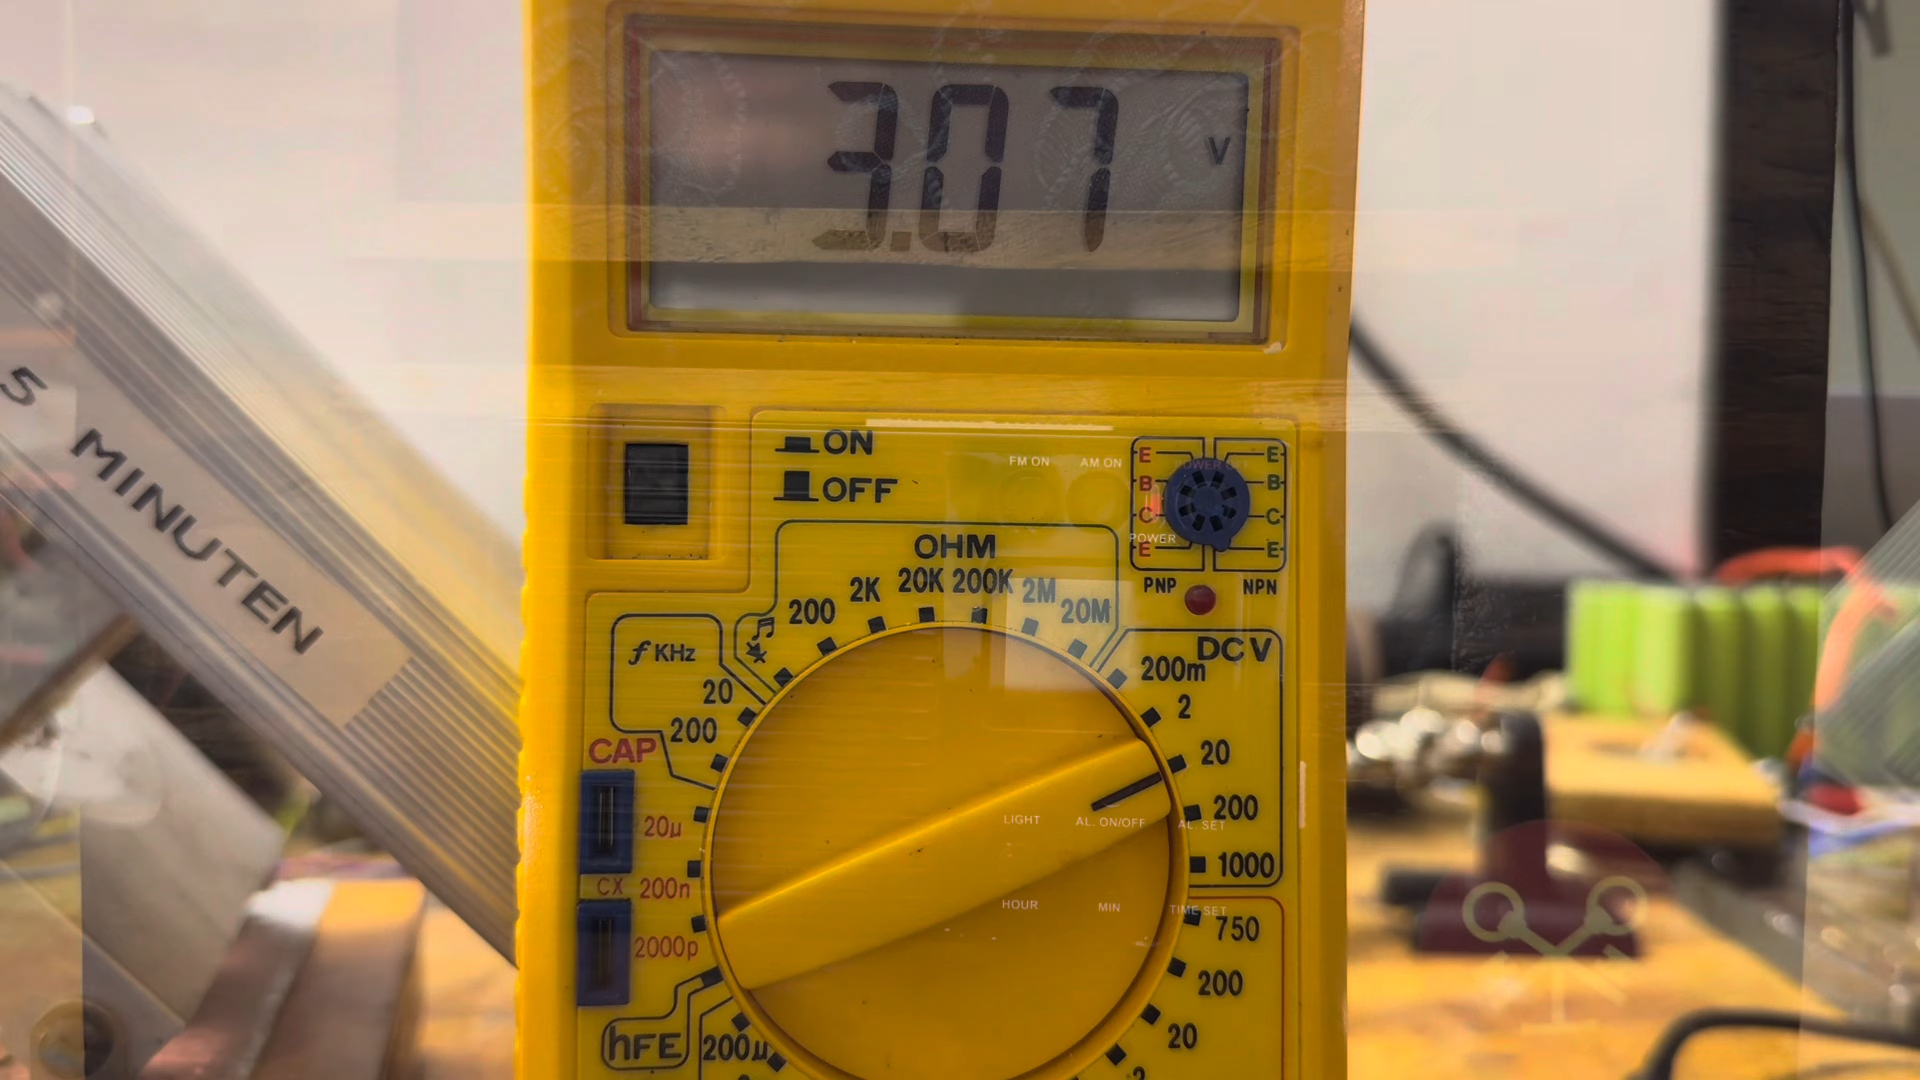 3.07 V
5 MINUTEN
ON
OFF
FM ON AM ON
POWER
E E
B B
C C
E E
PNP NPN
OHM
200 2K 20K 200K 2M 20M
ƒ KHz
20
200
DC V
200m
2
20
200
1000
CAP
20µ
CX 200n
2000p
LIGHT AL. ON/OFF AL. SET
HOUR MIN TIME SET
750
200
20
2
hFE
200µ